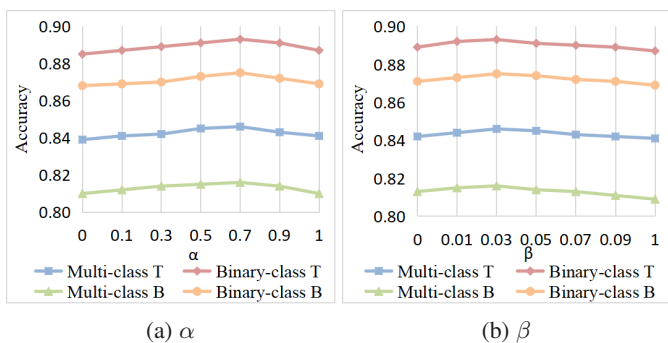 Accuracy
0.90
0.88
0.86
0.84
0.82
0.80
0 0.1 0.3 0.5 0.7 0.9 1
α
Multi-class T Binary-class T
Multi-class B Binary-class B
(a) α
Accuracy
0.90
0.88
0.86
0.84
0.82
0.80
0 0.01 0.03 0.05 0.07 0.09 1
β
Multi-class T Binary-class T
Multi-class B Binary-class B
(b) β